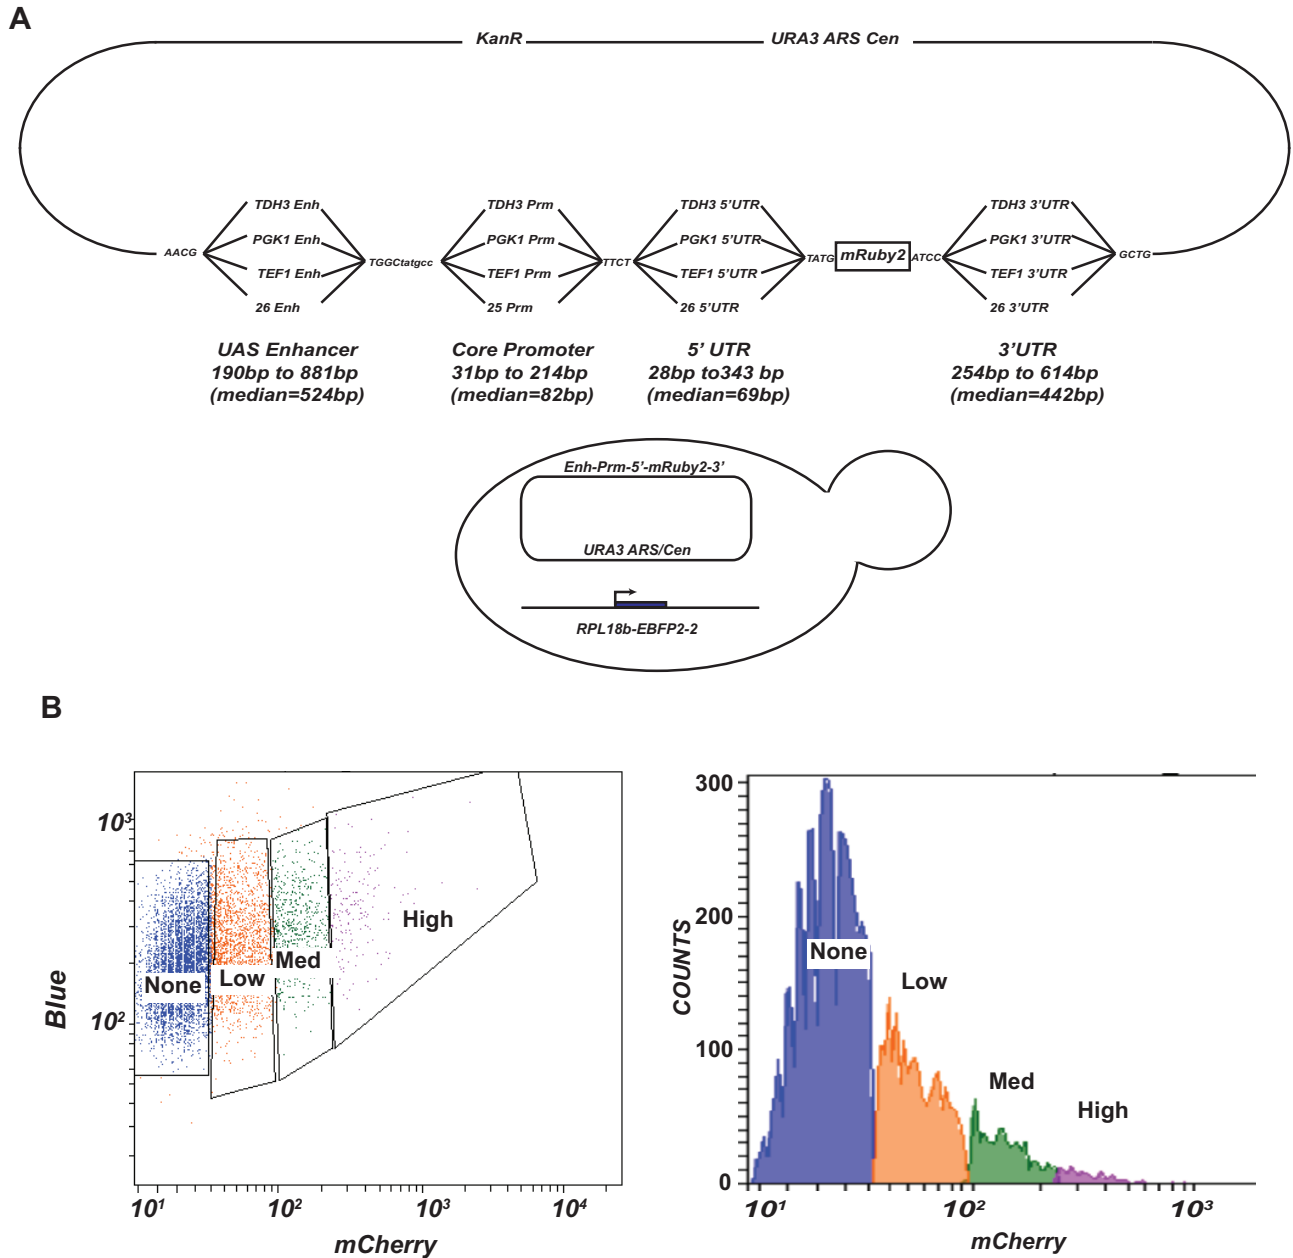 A
KanR
URA3 ARS Cen
TDH3 Enh
TDH3 Prm
TDH3 5'UTR
TDH3 3'UTR
PGK1 Enh
PGK1 Prm
PGK1 5'UTR
PGK1 3'UTR
AACG
TGGCtatgcc
TTCT
TATG
mRuby2
ATCC
GCTG
TEF1 Enh
TEF1 Prm
TEF1 5'UTR
TEF1 3'UTR
26 Enh
25 Prm
26 5'UTR
26 3'UTR
UAS Enhancer
190bp to 881bp
(median=524bp)
Core Promoter
31bp to 214bp
(median=82bp)
5' UTR
28bp to343 bp
(median=69bp)
3'UTR
254bp to 614bp
(median=442bp)
Enh-Prm-5'-mRuby2-3'
URA3 ARS/Cen
RPL18b-EBFP2-2
B
10³
10²
Blue
None
Low
Med
High
10¹
10²
10³
10⁴
mCherry
300
200
100
0
COUNTS
None
Low
Med
High
10¹
10²
10³
mCherry